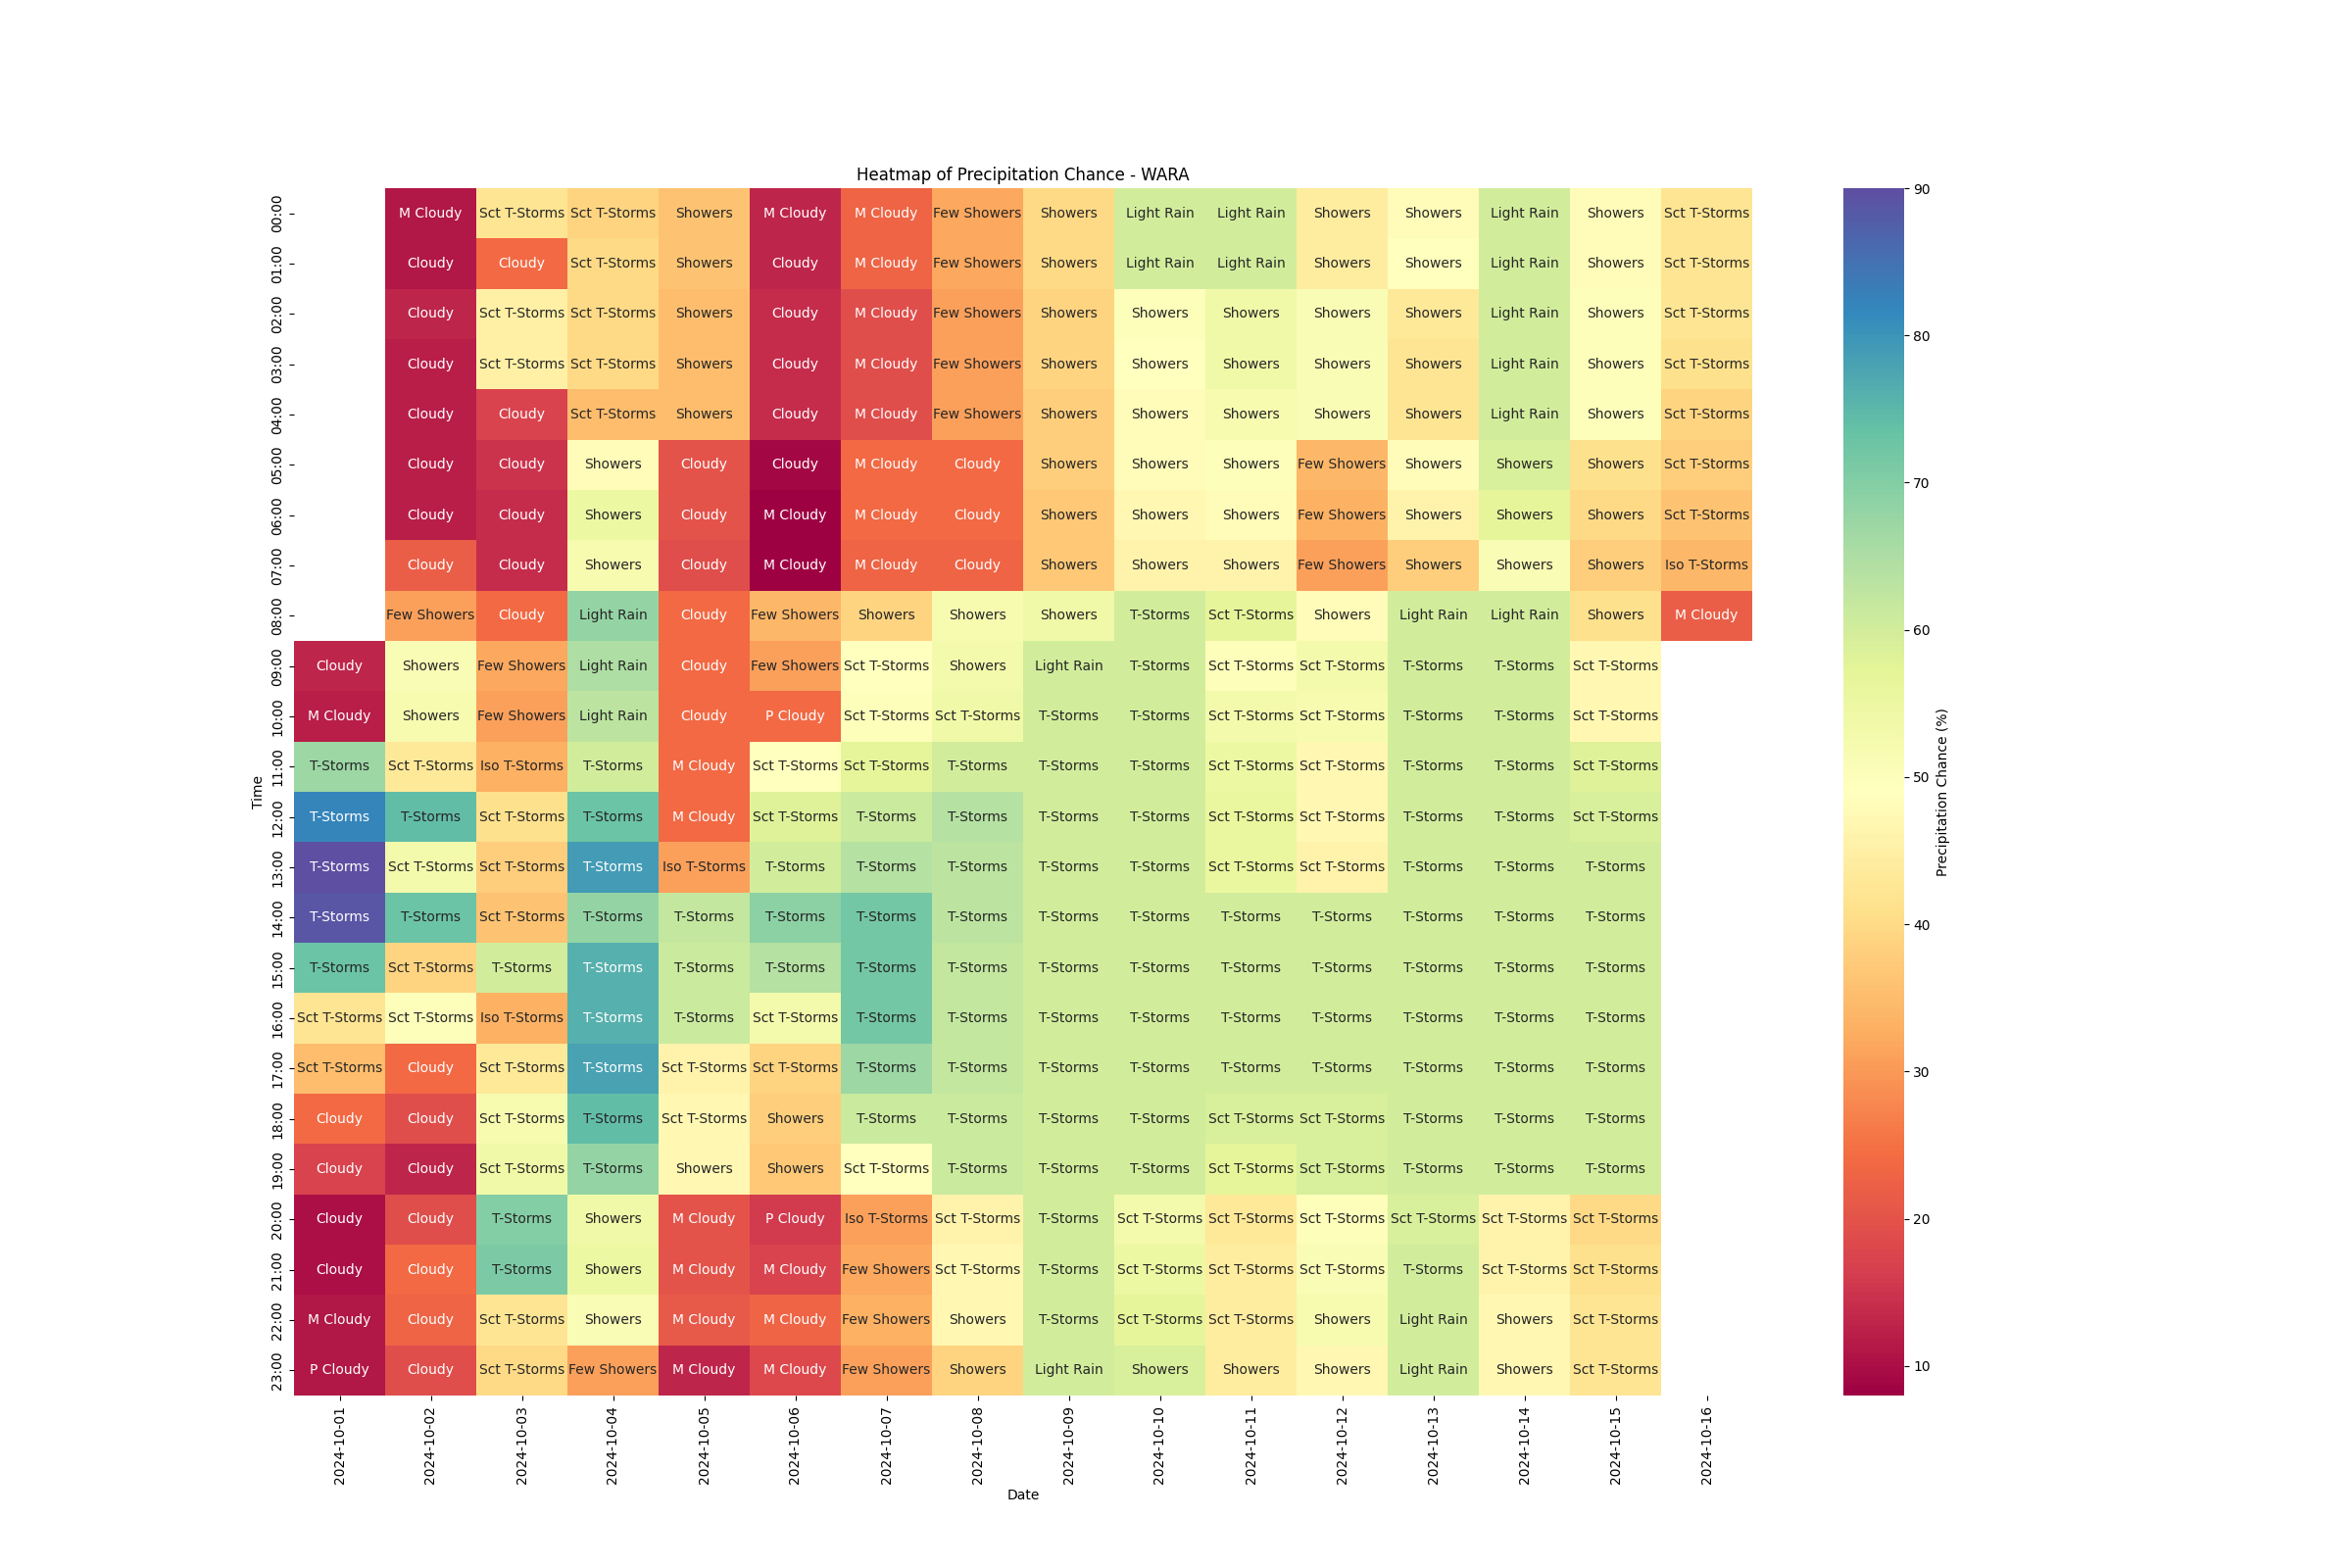 Heatmap of Precipitation Chance - WARA
00:00 M Cloudy Sct T-Storms Sct T-Storms Showers M Cloudy M Cloudy Few Showers Showers Light Rain Light Rain Showers Showers Light Rain Showers Sct T-Storms
01:00 Cloudy Cloudy Sct T-Storms Showers Cloudy M Cloudy Few Showers Showers Light Rain Light Rain Showers Showers Light Rain Showers Sct T-Storms
02:00 Cloudy Sct T-Storms Sct T-Storms Showers Cloudy M Cloudy Few Showers Showers Showers Showers Showers Showers Light Rain Showers Sct T-Storms
03:00 Cloudy Sct T-Storms Sct T-Storms Showers Cloudy M Cloudy Few Showers Showers Showers Showers Showers Showers Light Rain Showers Sct T-Storms
04:00 Cloudy Cloudy Sct T-Storms Showers Cloudy M Cloudy Few Showers Showers Showers Showers Showers Showers Light Rain Showers Sct T-Storms
05:00 Cloudy Cloudy Showers Cloudy Cloudy M Cloudy Cloudy Showers Showers Showers Few Showers Showers Showers Showers Sct T-Storms
06:00 Cloudy Cloudy Showers Cloudy M Cloudy M Cloudy Cloudy Showers Showers Showers Few Showers Showers Showers Showers Sct T-Storms
07:00 Cloudy Cloudy Showers Cloudy M Cloudy M Cloudy Cloudy Showers Showers Showers Few Showers Showers Showers Showers Iso T-Storms
08:00 Few Showers Cloudy Light Rain Cloudy Few Showers Showers Showers Showers T-Storms Sct T-Storms Showers Light Rain Light Rain Showers M Cloudy
09:00 Cloudy Showers Few Showers Light Rain Cloudy Few Showers Sct T-Storms Showers Light Rain T-Storms Sct T-Storms Sct T-Storms T-Storms T-Storms Sct T-Storms
10:00 M Cloudy Showers Few Showers Light Rain Cloudy P Cloudy Sct T-Storms Sct T-Storms T-Storms T-Storms Sct T-Storms Sct T-Storms T-Storms T-Storms Sct T-Storms
11:00 T-Storms Sct T-Storms Iso T-Storms T-Storms M Cloudy Sct T-Storms Sct T-Storms T-Storms T-Storms T-Storms Sct T-Storms Sct T-Storms T-Storms T-Storms Sct T-Storms
12:00 T-Storms T-Storms Sct T-Storms T-Storms M Cloudy Sct T-Storms T-Storms T-Storms T-Storms T-Storms Sct T-Storms Sct T-Storms T-Storms T-Storms Sct T-Storms
13:00 T-Storms Sct T-Storms Sct T-Storms T-Storms Iso T-Storms T-Storms T-Storms T-Storms T-Storms T-Storms Sct T-Storms Sct T-Storms T-Storms T-Storms T-Storms
14:00 T-Storms T-Storms Sct T-Storms T-Storms T-Storms T-Storms T-Storms T-Storms T-Storms T-Storms T-Storms T-Storms T-Storms T-Storms T-Storms
15:00 T-Storms Sct T-Storms T-Storms T-Storms T-Storms T-Storms T-Storms T-Storms T-Storms T-Storms T-Storms T-Storms T-Storms T-Storms T-Storms
16:00 Sct T-Storms Sct T-Storms Iso T-Storms T-Storms T-Storms Sct T-Storms T-Storms T-Storms T-Storms T-Storms T-Storms T-Storms T-Storms T-Storms T-Storms
17:00 Sct T-Storms Cloudy Sct T-Storms T-Storms Sct T-Storms Sct T-Storms T-Storms T-Storms T-Storms T-Storms T-Storms T-Storms T-Storms T-Storms T-Storms
18:00 Cloudy Cloudy Sct T-Storms T-Storms Sct T-Storms Showers T-Storms T-Storms T-Storms T-Storms Sct T-Storms Sct T-Storms T-Storms T-Storms T-Storms
19:00 Cloudy Cloudy Sct T-Storms T-Storms Showers Showers Sct T-Storms T-Storms T-Storms T-Storms Sct T-Storms Sct T-Storms T-Storms T-Storms T-Storms
20:00 Cloudy Cloudy T-Storms Showers M Cloudy P Cloudy Iso T-Storms Sct T-Storms T-Storms Sct T-Storms Sct T-Storms Sct T-Storms Sct T-Storms Sct T-Storms Sct T-Storms
21:00 Cloudy Cloudy T-Storms Showers M Cloudy M Cloudy Few Showers Sct T-Storms T-Storms Sct T-Storms Sct T-Storms Sct T-Storms T-Storms Sct T-Storms Sct T-Storms
22:00 M Cloudy Cloudy Sct T-Storms Showers M Cloudy M Cloudy Few Showers Showers T-Storms Sct T-Storms Sct T-Storms Showers Light Rain Showers Sct T-Storms
23:00 P Cloudy Cloudy Sct T-Storms Few Showers M Cloudy M Cloudy Few Showers Showers Light Rain Showers Showers Showers Light Rain Showers Sct T-Storms
2024-10-01 2024-10-02 2024-10-03 2024-10-04 2024-10-05 2024-10-06 2024-10-07 2024-10-08 2024-10-09 2024-10-10 2024-10-11 2024-10-12 2024-10-13 2024-10-14 2024-10-15 2024-10-16
Date
Time
90
80
70
60
50
40
30
20
10
Precipitation Chance (%)